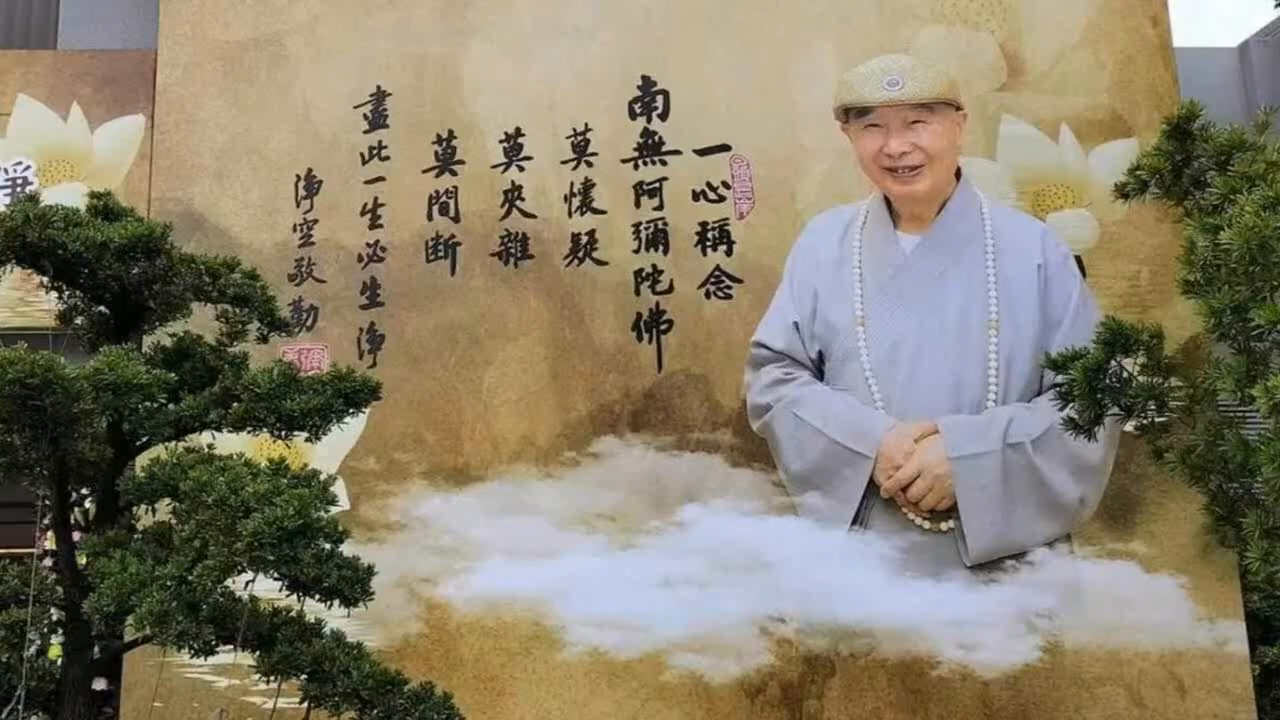 一心稱念
南無阿彌陀佛
莫懷疑
莫夾雜
莫間断
盡此一生必生淨
淨空敬勸